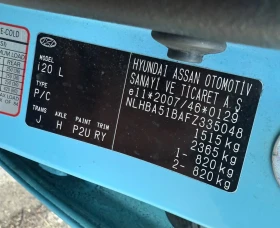 E-COLD
MODEL
i20 L
TYPE
P/C
TRANS AXLE PAINT TRIM
J H P2U RY
HYUNDAI ASSAN OTOMOTIV
SANAYI VE TICARET A.S
e11*2007/46*0129
NLHBA51BAFZ335048
1515 kg
2365 kg
1- 820 kg
2- 820 kg